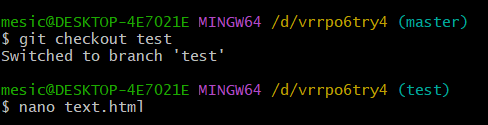 mesic@DESKTOP-4E7021E MINGW64 /d/vrrpo6try4 (master)
$ git checkout test
Switched to branch 'test'
mesic@DESKTOP-4E7021E MINGW64 /d/vrrpo6try4 (test)
$ nano text.html